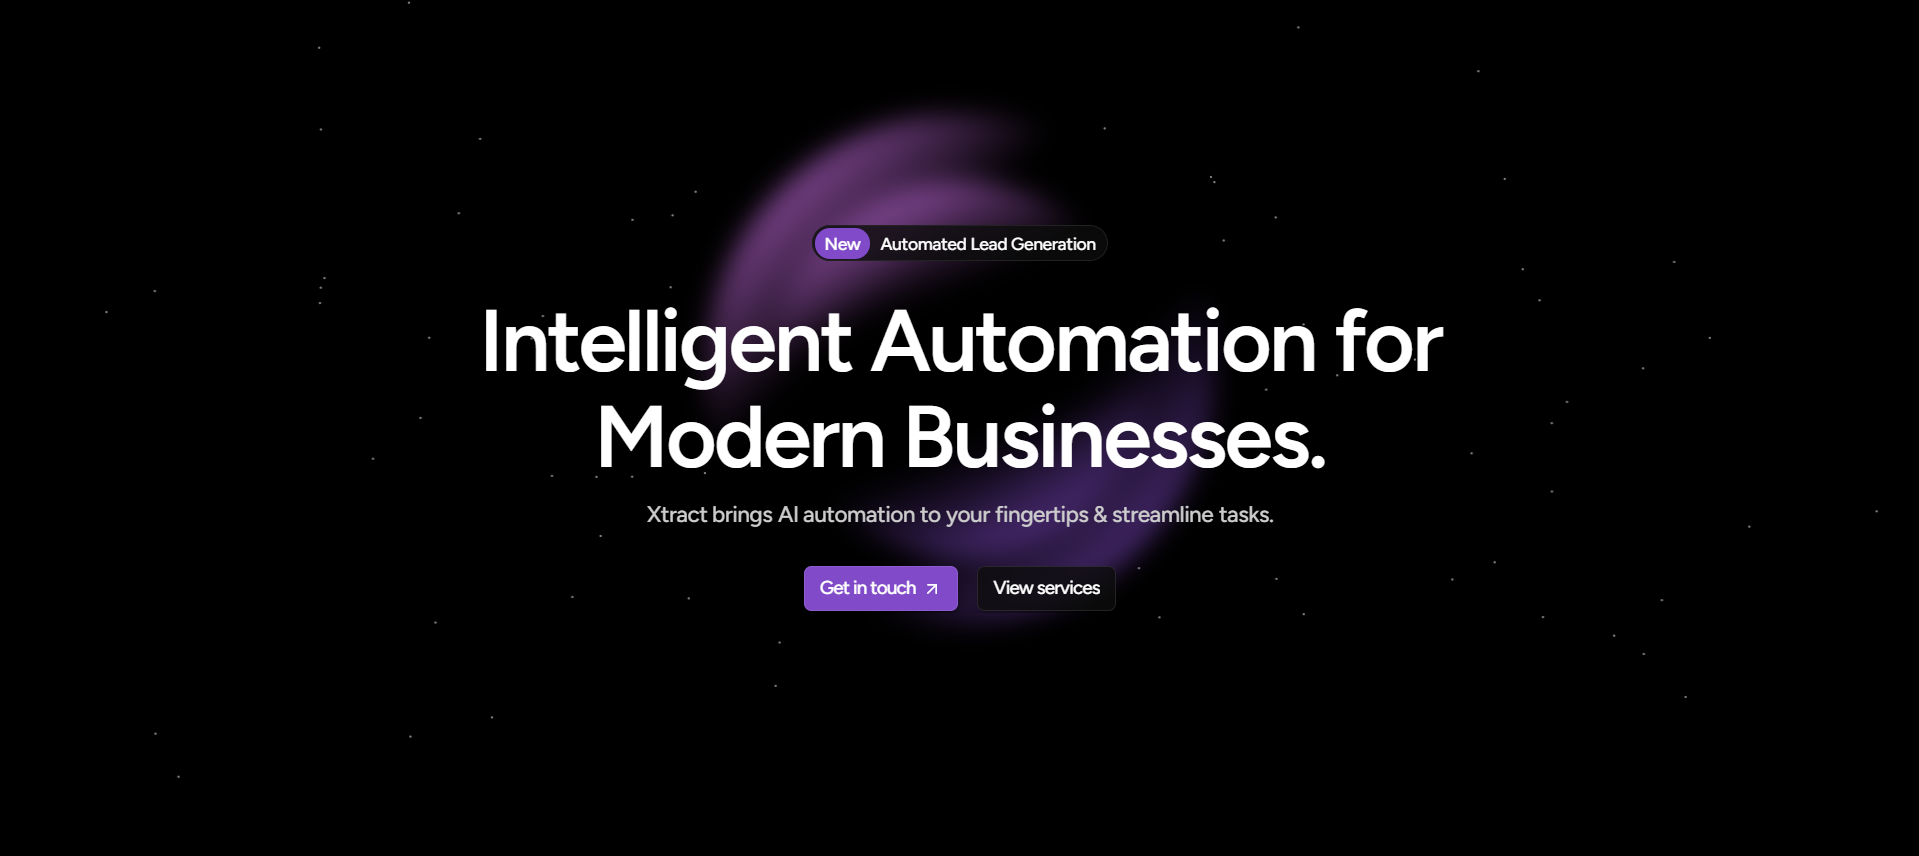 New Automated Lead Generation
Intelligent Automation for
Modern Businesses.
Xtract brings AI automation to your fingertips & streamline tasks.
Get in touch View services